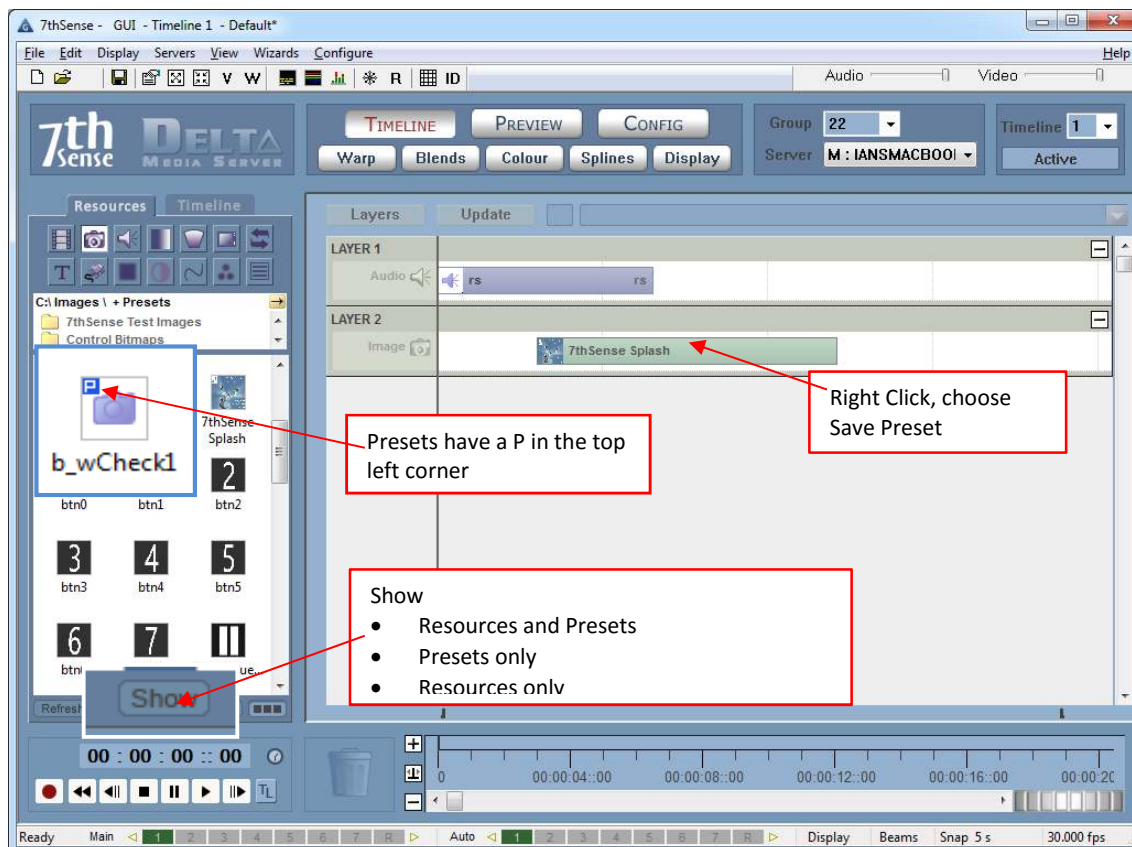 7thSense - GUI - Timeline 1 - Default*
File Edit Display Servers View Wizards Configure Help
V W R ID Audio Video
7th Sense DELTA MEDIA SERVER
TIMELINE PREVIEW CONFIG
Warp Blends Colour Splines Display
Group 22
Server M : IANSMACBOO
Timeline 1
Active
Resources Timeline
T
C:\ Images \ + Presets
7thSense Test Images
Control Bitmaps
P
b_wCheck1
7thSense
Splash
2
btn0 btn1 btn2
3 4 5
btn3 btn4 btn5
6 7
ue...
Refresh
Show
Layers Update
LAYER 1
Audio rs rs
LAYER 2
Image 7thSense Splash
Right Click, choose
Save Preset
Presets have a P in the top
left corner
Show
• Resources and Presets
• Presets only
• Resources only
00 : 00 : 00 :: 00
TL
0 00:00:04::00 00:00:08::00 00:00:12::00 00:00:16::00 00:00:20
Ready Main 1 2 3 4 5 6 7 R Auto 1 2 3 4 5 6 7 R Display Beams Snap 5 s 30.000 fps